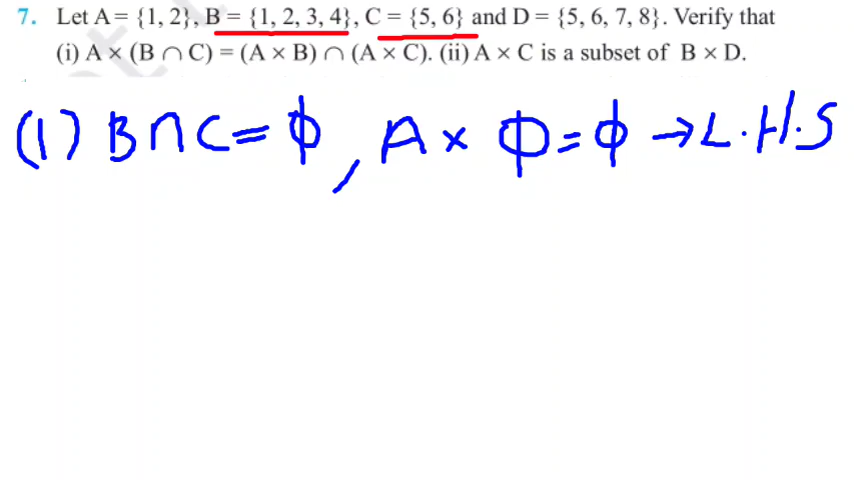 7. Let A = {1, 2}, B = {1, 2, 3, 4}, C = {5, 6} and D = {5, 6, 7, 8}. Verify that
(i) A × (B ∩ C) = (A × B) ∩ (A × C). (ii) A × C is a subset of B × D.
(1) B∩C = ϕ, A × ϕ = ϕ → L.H.S